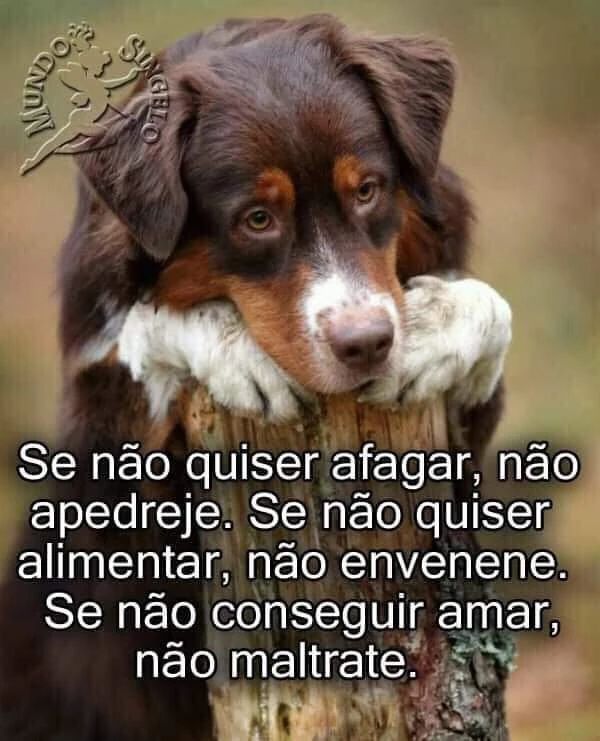 MUNDO SINGELO
Se não quiser afagar, não
apedreje. Se não quiser
alimentar, não envenene.
Se não conseguir amar,
não maltrate.